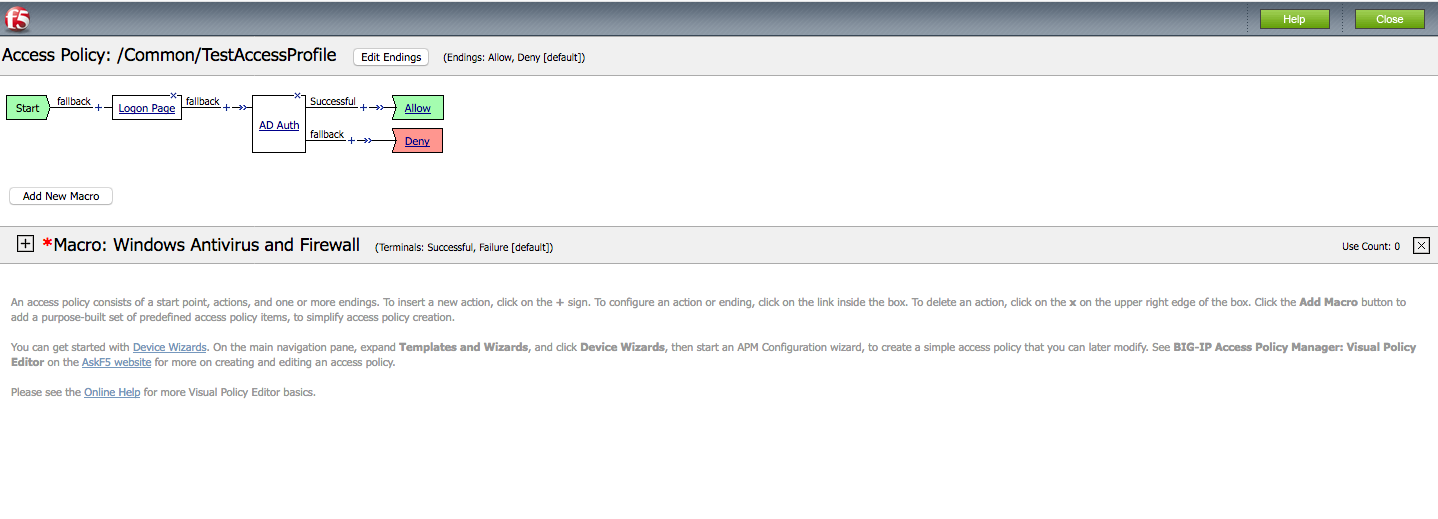 f5
Help
Close
Access Policy: /Common/TestAccessProfile Edit Endings (Endings: Allow, Deny [default])
Start fallback + Logon Page x fallback + AD Auth x Successful + Allow
fallback + Deny
Add New Macro
+ *Macro: Windows Antivirus and Firewall (Terminals: Successful, Failure [default]) Use Count: 0 x
An access policy consists of a start point, actions, and one or more endings. To insert a new action, click on the + sign. To configure an action or ending, click on the link inside the box. To delete an action, click on the x on the upper right edge of the box. Click the Add Macro button to
add a purpose-built set of predefined access policy items, to simplify access policy creation.
You can get started with Device Wizards. On the main navigation pane, expand Templates and Wizards, and click Device Wizards, then start an APM Configuration wizard, to create a simple access policy that you can later modify. See BIG-IP Access Policy Manager: Visual Policy
Editor on the AskF5 website for more on creating and editing an access policy.
Please see the Online Help for more Visual Policy Editor basics.